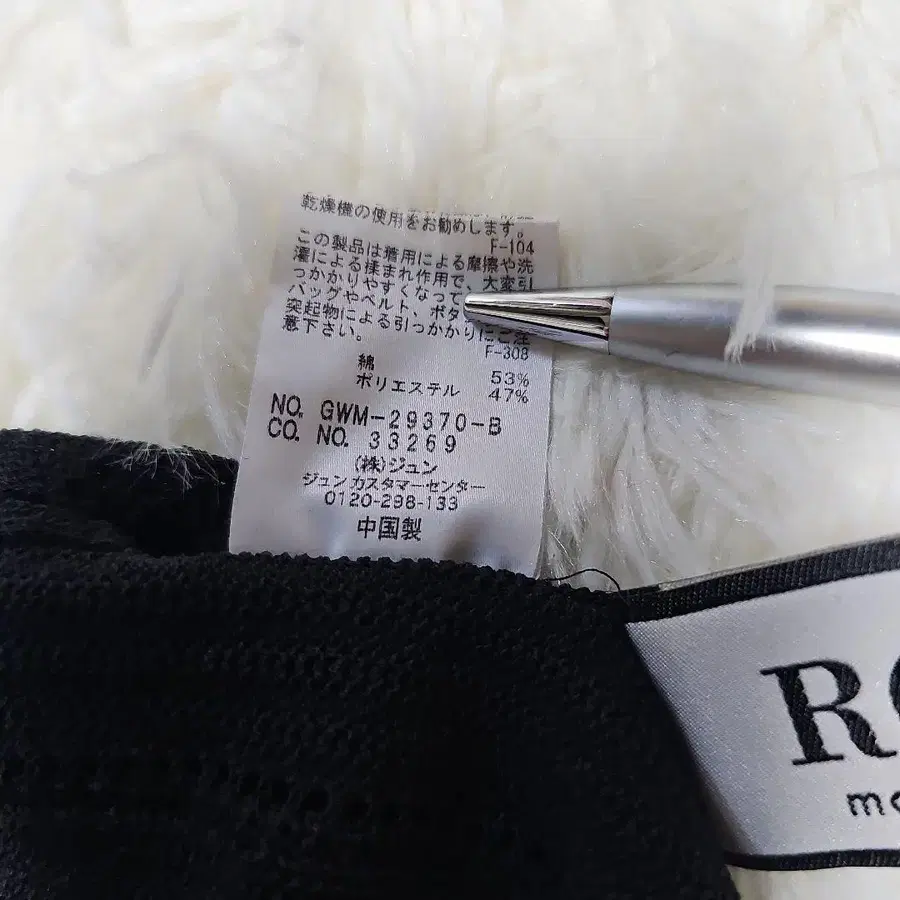 乾燥機の使用をお勧めします。
F-104
この製品は着用による摩擦や洗
濯による揉まれ作用で、大変引
っかかりやすくなって
バッグやベルト、ボタ
突起物による引っかかりにご注
意下さい。
F-308
綿 53%
ポリエステル 47%
NO. GWM-29370-B
CO. NO. 33269
(株)ジュン
ジュンカスタマーセンター
0120-298-133
中国製
R